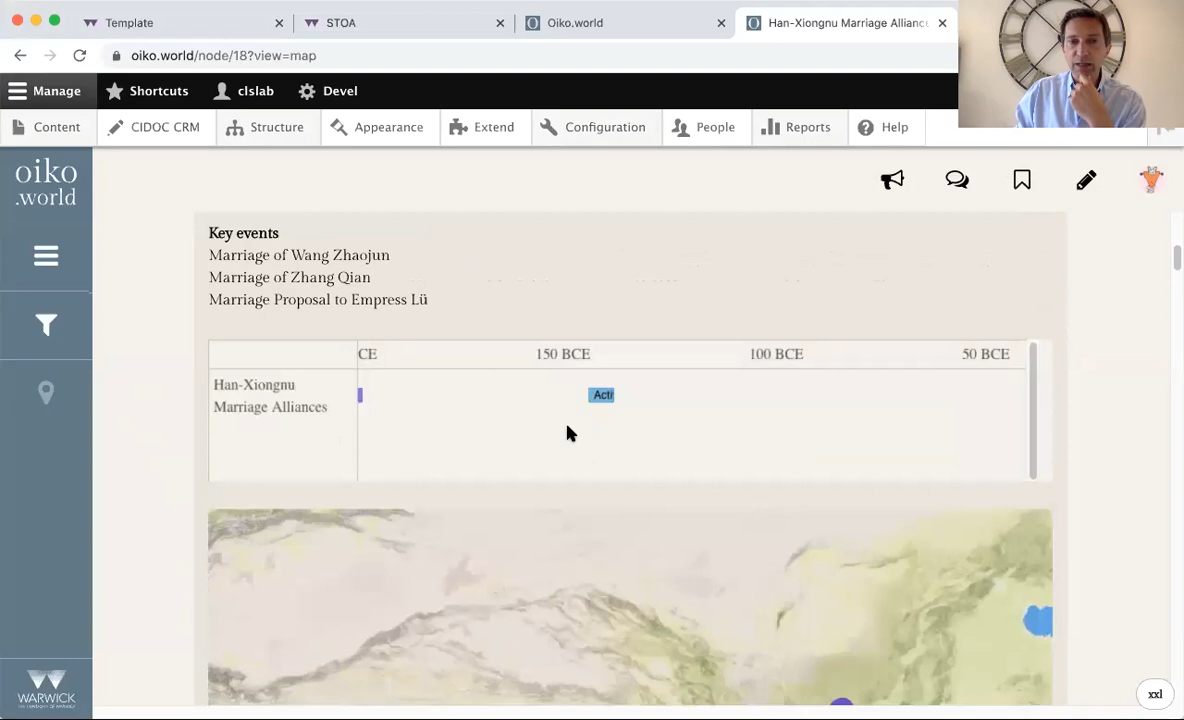 Template
STOA
Oiko.world
Han-Xiongnu Marriage Alliance
oiko.world/node/18?view=map
Manage
Shortcuts
clslab
Devel
Content
CIDOC CRM
Structure
Appearance
Extend
Configuration
People
Reports
Help
oiko
.world
Key events
Marriage of Wang Zhaojun
Marriage of Zhang Qian
Marriage Proposal to Empress Lü
CE
150 BCE
100 BCE
50 BCE
Han-Xiongnu
Marriage Alliances
Acti
WARWICK
xxl